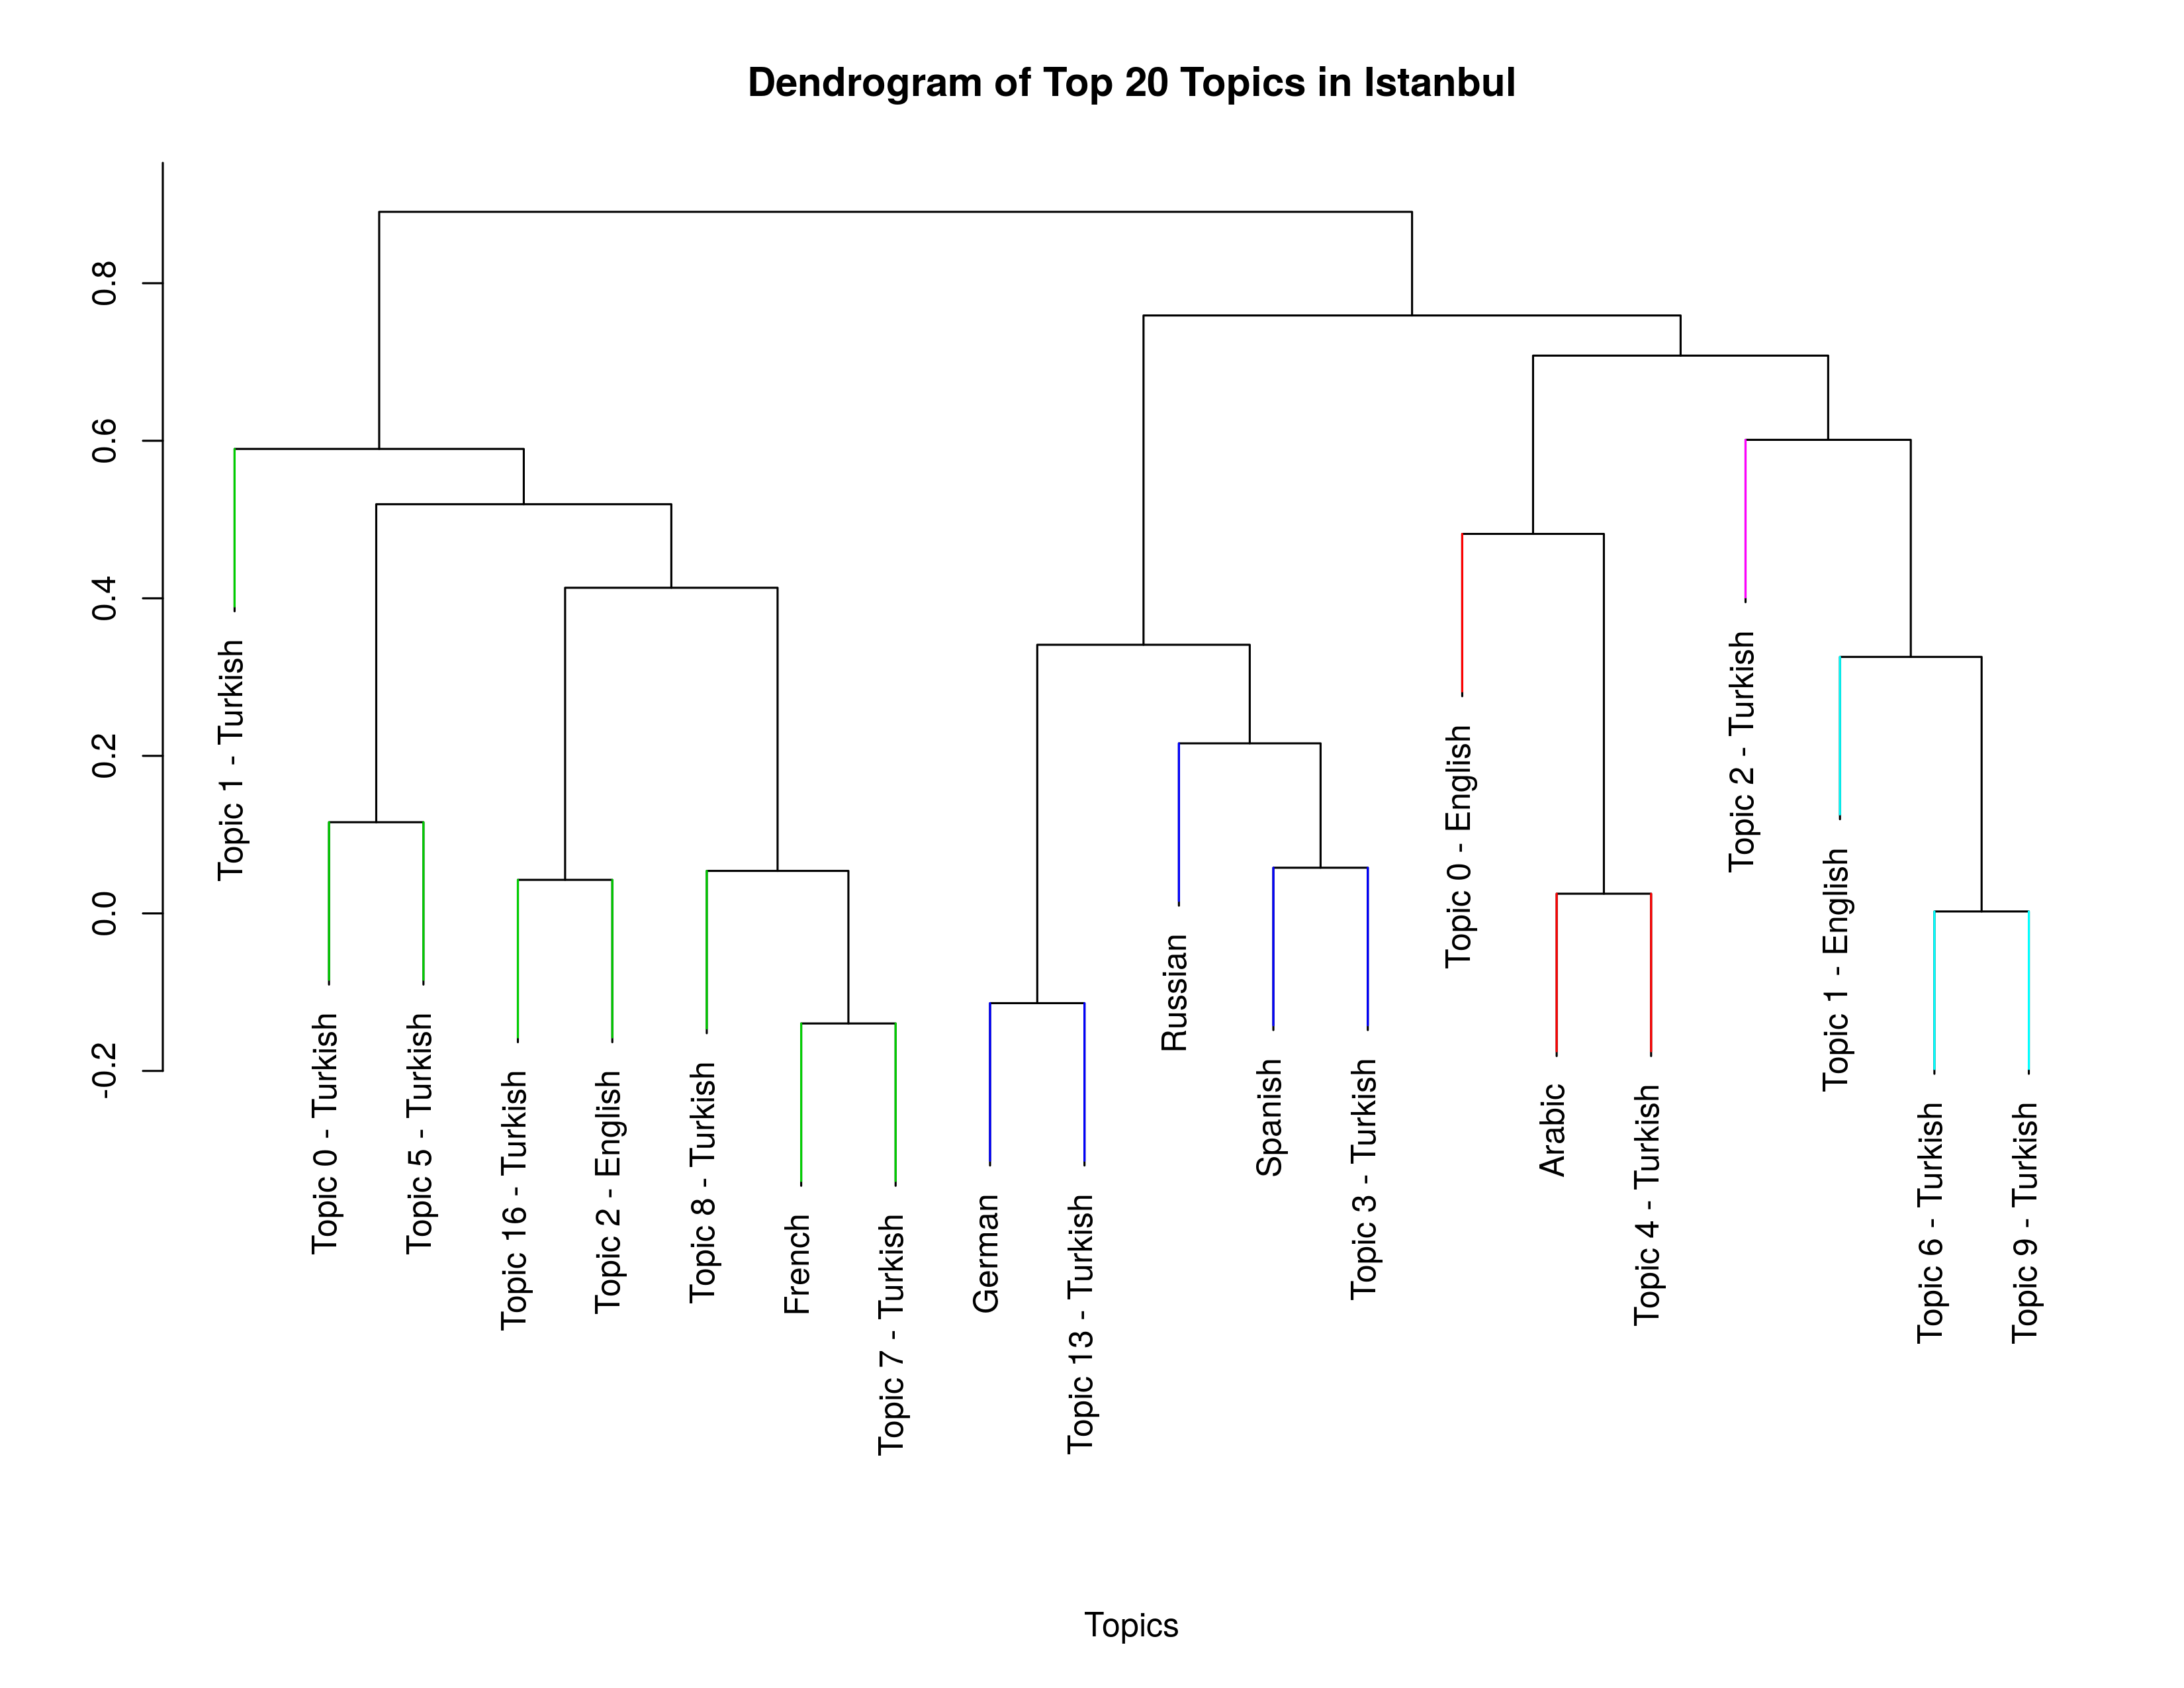 Dendrogram of Top 20 Topics in Istanbul
0.8
0.6
0.4
0.2
0.0
-0.2
Topic 1 - Turkish
Topic 0 - Turkish
Topic 5 - Turkish
Topic 16 - Turkish
Topic 2 - English
Topic 8 - Turkish
French
Topic 7 - Turkish
German
Topic 13 - Turkish
Russian
Spanish
Topic 3 - Turkish
Topic 0 - English
Arabic
Topic 4 - Turkish
Topic 2 - Turkish
Topic 1 - English
Topic 6 - Turkish
Topic 9 - Turkish
Topics